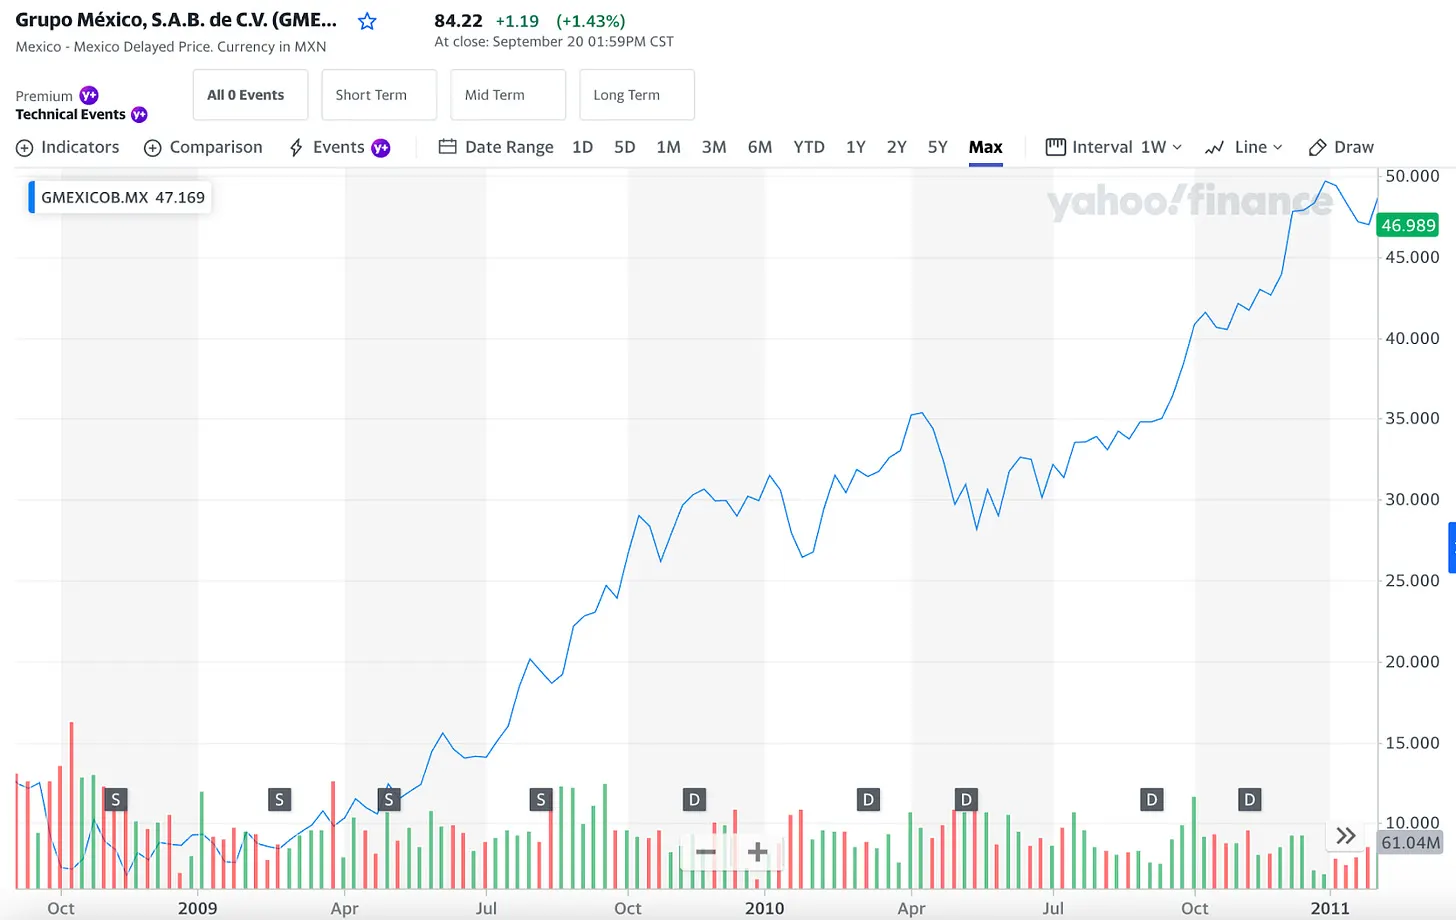 Grupo México, S.A.B. de C.V. (GME...
84.22 +1.19 (+1.43%)
Mexico - Mexico Delayed Price. Currency in MXN
At close: September 20 01:59PM CST
Premium y+
Technical Events y+
All 0 Events Short Term Mid Term Long Term
Indicators Comparison Events y+ Date Range 1D 5D 1M 3M 6M YTD 1Y 2Y 5Y Max Interval 1W Line Draw
GMEXICOB.MX 47.169
yahoo!finance
50.000
46.989
45.000
40.000
35.000
30.000
25.000
20.000
15.000
S S S S D D D D D
10.000
61.04M
Oct 2009 Apr Jul Oct 2010 Apr Jul Oct 2011